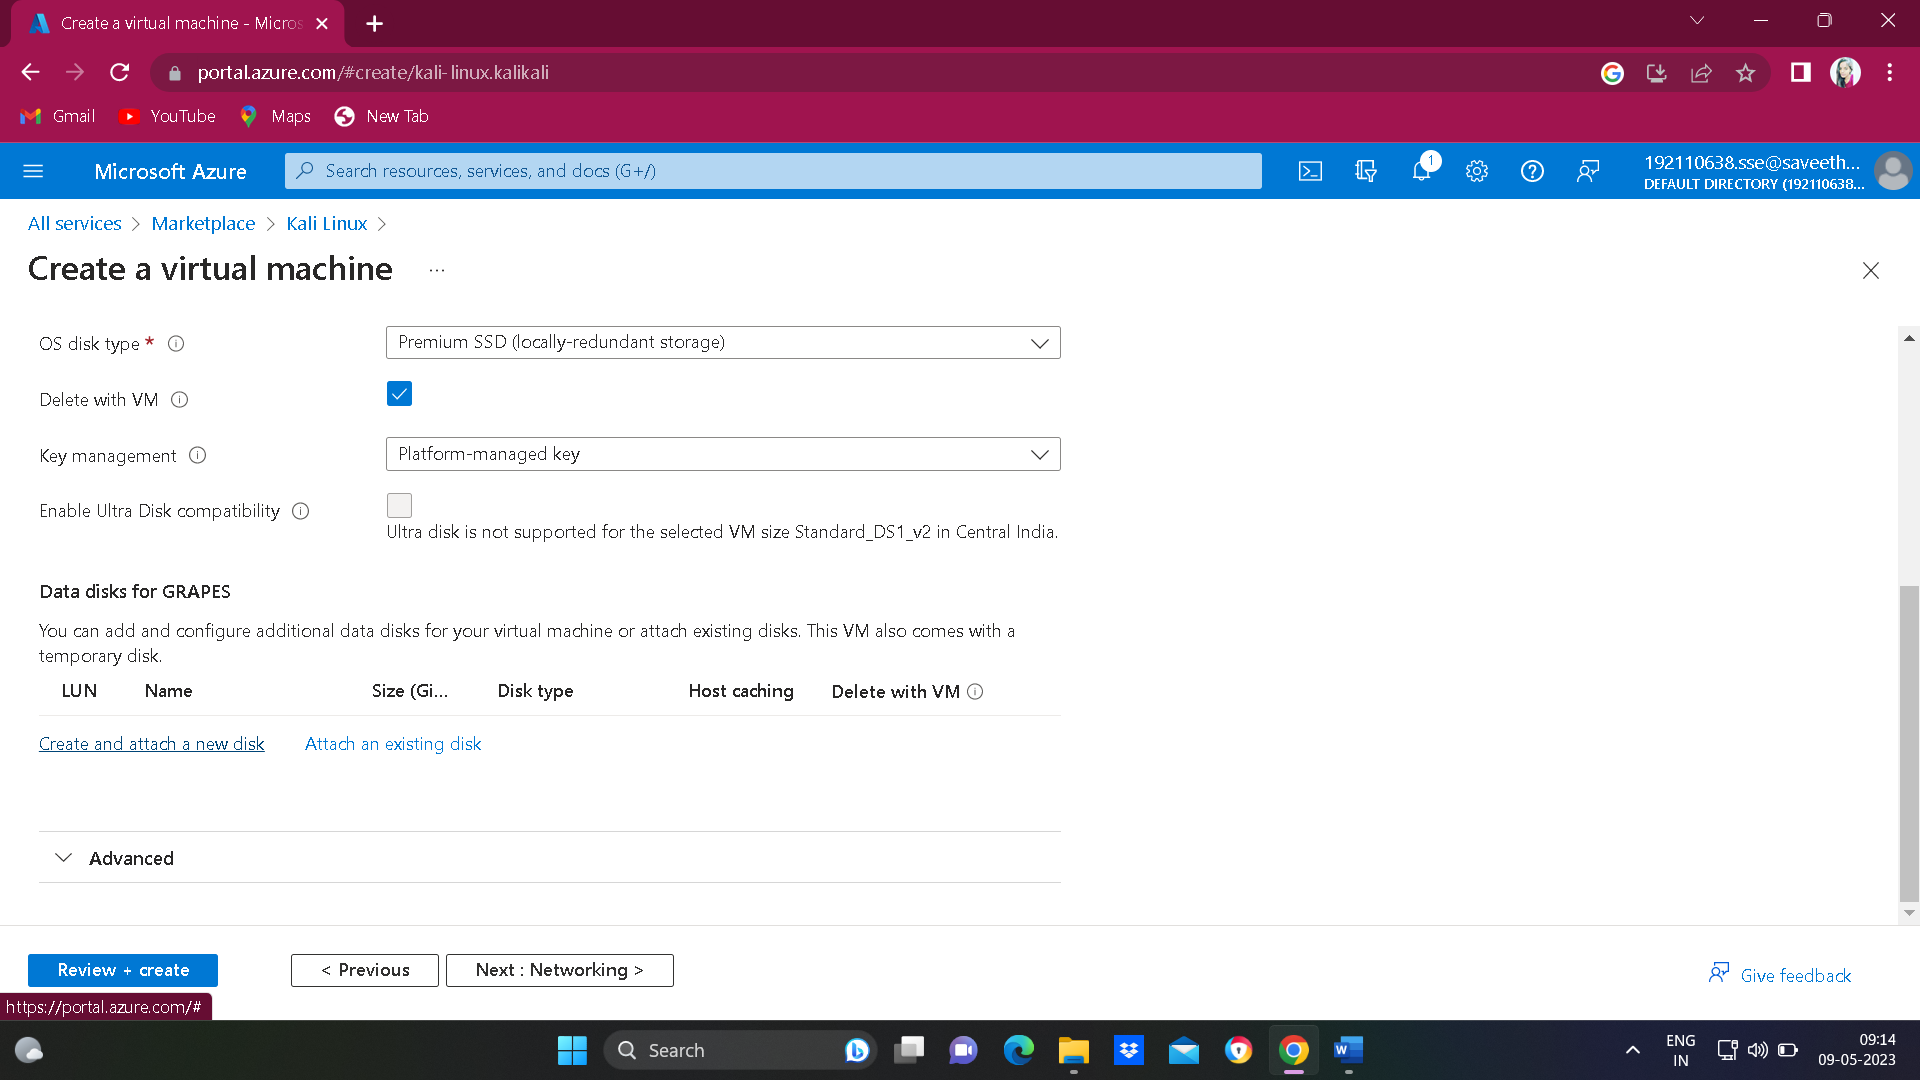 Create a virtual machine - Micros
portal.azure.com/#create/kali-linux.kalikali
Gmail
YouTube
Maps
New Tab
Microsoft Azure
Search resources, services, and docs (G+/)
1
192110638.sse@saveeth...
DEFAULT DIRECTORY (192110638...
All services > Marketplace > Kali Linux >
Create a virtual machine ...
OS disk type *
Premium SSD (locally-redundant storage)
Delete with VM
Key management
Platform-managed key
Enable Ultra Disk compatibility
Ultra disk is not supported for the selected VM size Standard_DS1_v2 in Central India.
Data disks for GRAPES
You can add and configure additional data disks for your virtual machine or attach existing disks. This VM also comes with a
temporary disk.
LUN Name Size (Gi... Disk type Host caching Delete with VM
Create and attach a new disk Attach an existing disk
Advanced
Review + create
< Previous
Next : Networking >
Give feedback
https://portal.azure.com/#
Search
ENG
IN
09:14
09-05-2023